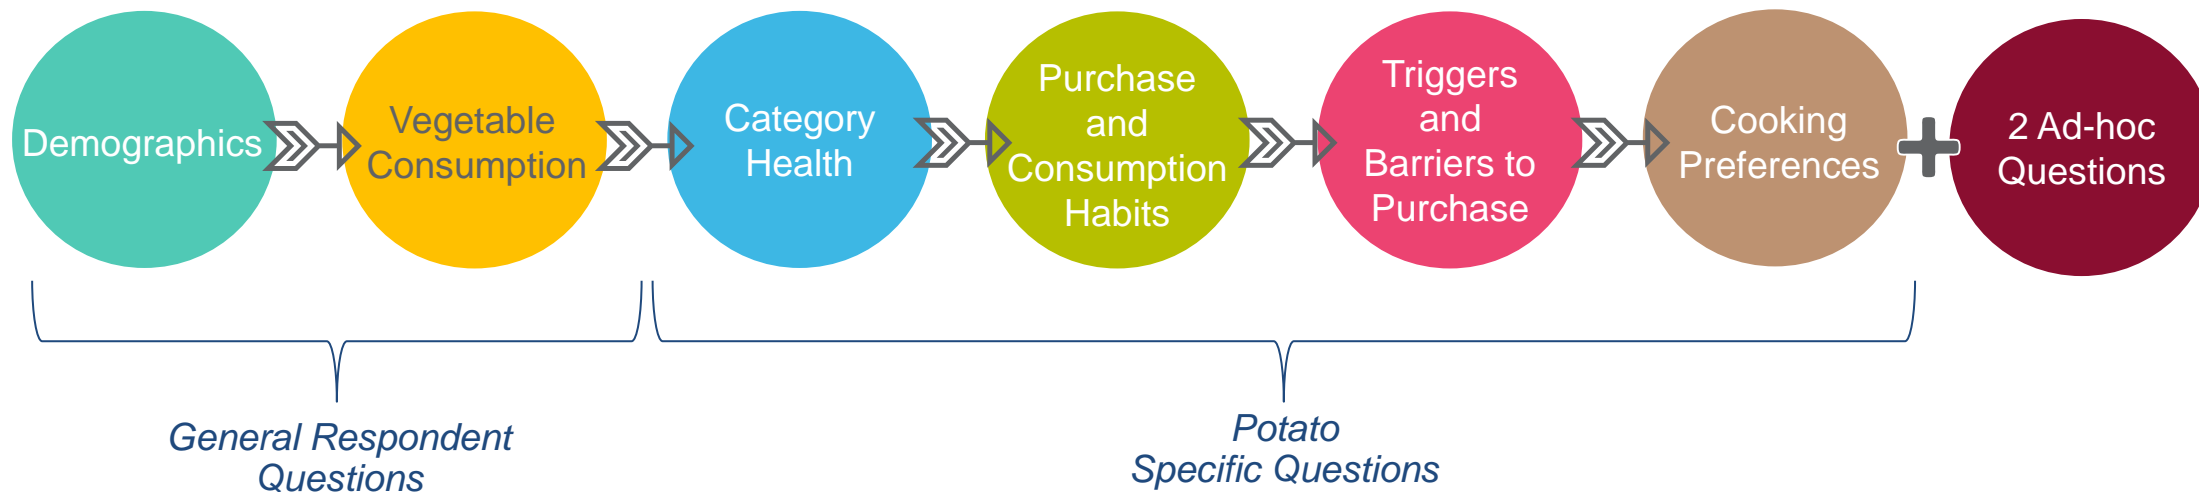 Demographics
Vegetable
Consumption
Category
Health
Purchase
and
Consumption
Habits
Triggers
and
Barriers to
Purchase
Cooking
Preferences
2 Ad-hoc
Questions
General Respondent
Questions
Potato
Specific Questions